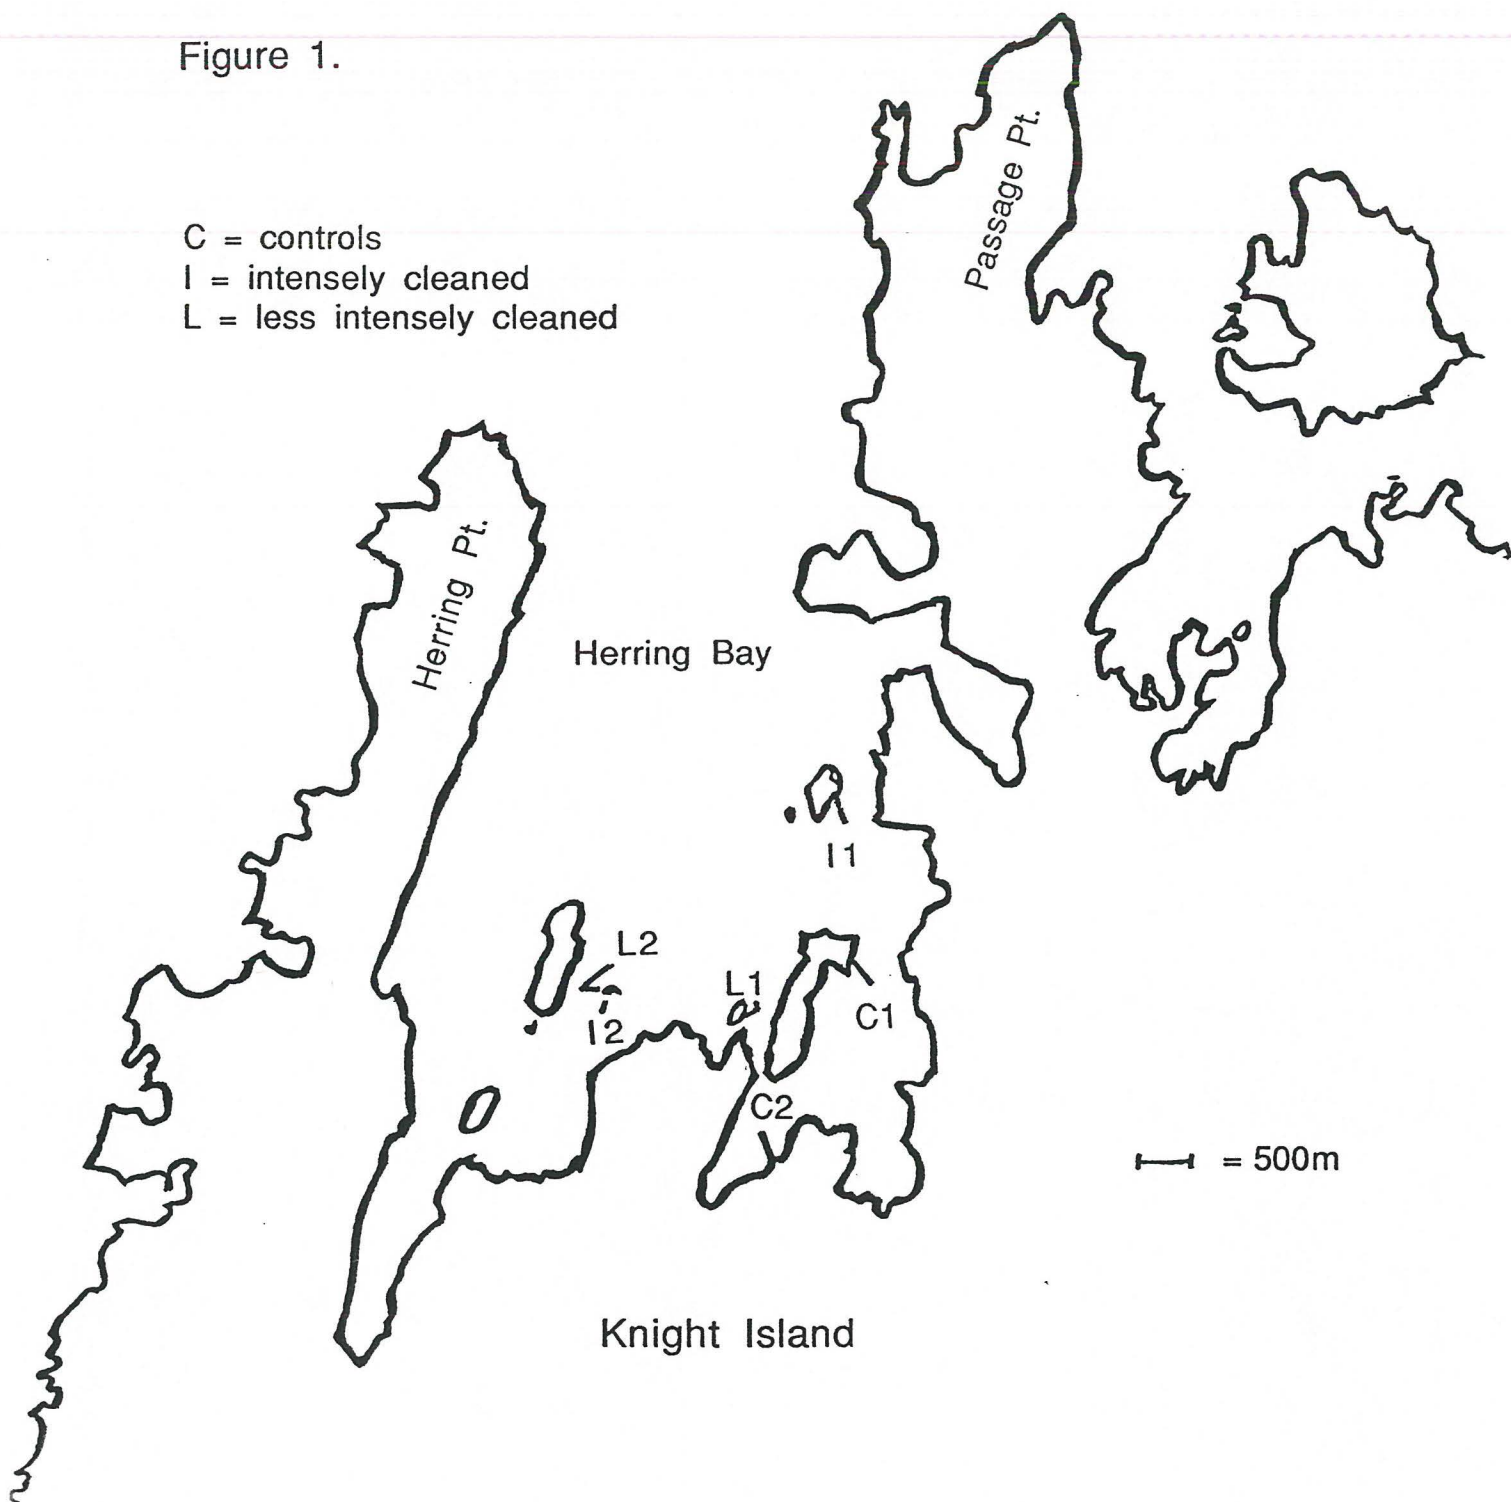 Figure 1.
C = controls
I = intensely cleaned
L = less intensely cleaned
Passage Pt.
Herring Pt.
Herring Bay
I1
L2
I2
L1
C1
C2
= 500m
Knight Island